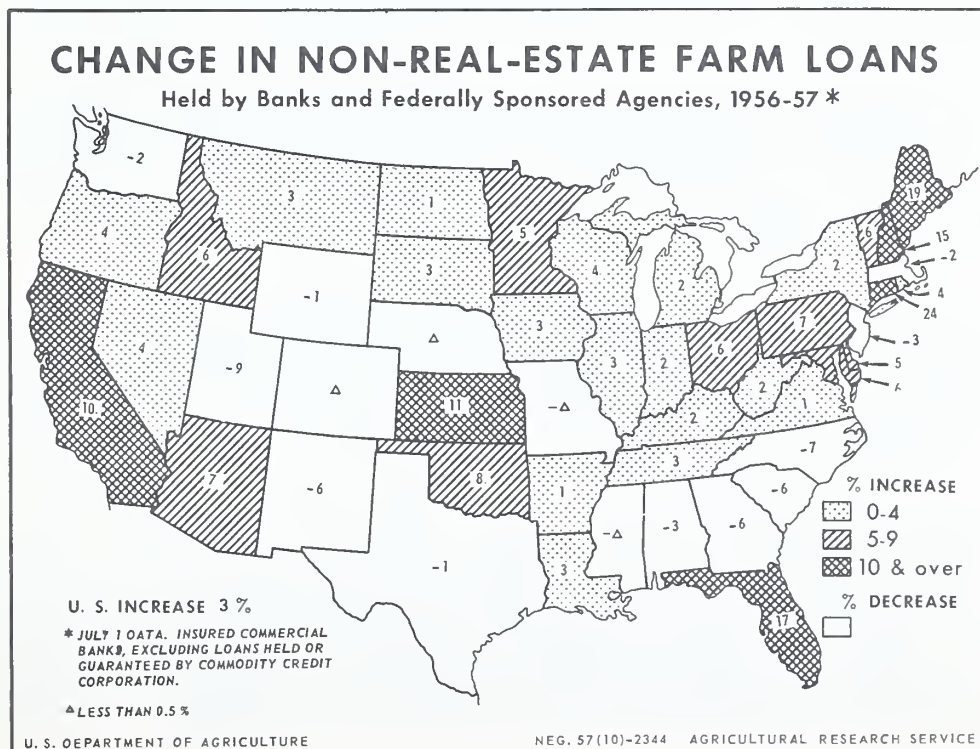 CHANGE IN NON-REAL-ESTATE FARM LOANS
Held by Banks and Federally Sponsored Agencies, 1956-57 *
-2
3
1
5
4
6
3
-1
4
2
2
6
19
15
-2
4
24
-3
5
6
4
-9
Δ
Δ
3
3
2
6
7
10
11
-Δ
2
2
1
7
-6
8
1
3
-7
-6
-1
3
-Δ
-3
-6
17
% INCREASE
0-4
5-9
10 & over
% DECREASE
U. S. INCREASE 3 %
* JULY 1 OATA. INSURED COMMERCIAL
BANKS, EXCLUDING LOANS HELD OR
GUARANTEED BY COMMODITY CREDIT
CORPORATION.
Δ LESS THAN 0.5 %
U. S. OEPARTMENT OF AGRICULTURE
NEG. 57(10)-2344 AGRICULTURAL RESEARCH SERVICE